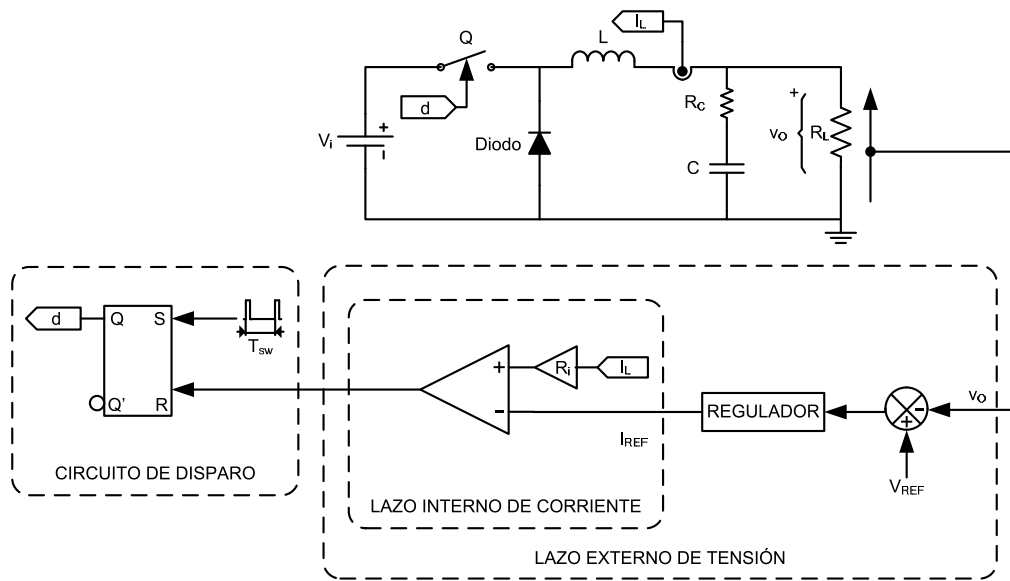 I_L
Q
L
d
V_i
+
Diodo
R_C
C
+
v_O
R_L
d
Q
S
T_sw
Q'
R
+
-
R_i
I_L
I_REF
REGULADOR
-
+
v_O
V_REF
CIRCUITO DE DISPARO
LAZO INTERNO DE CORRIENTE
LAZO EXTERNO DE TENSIÓN